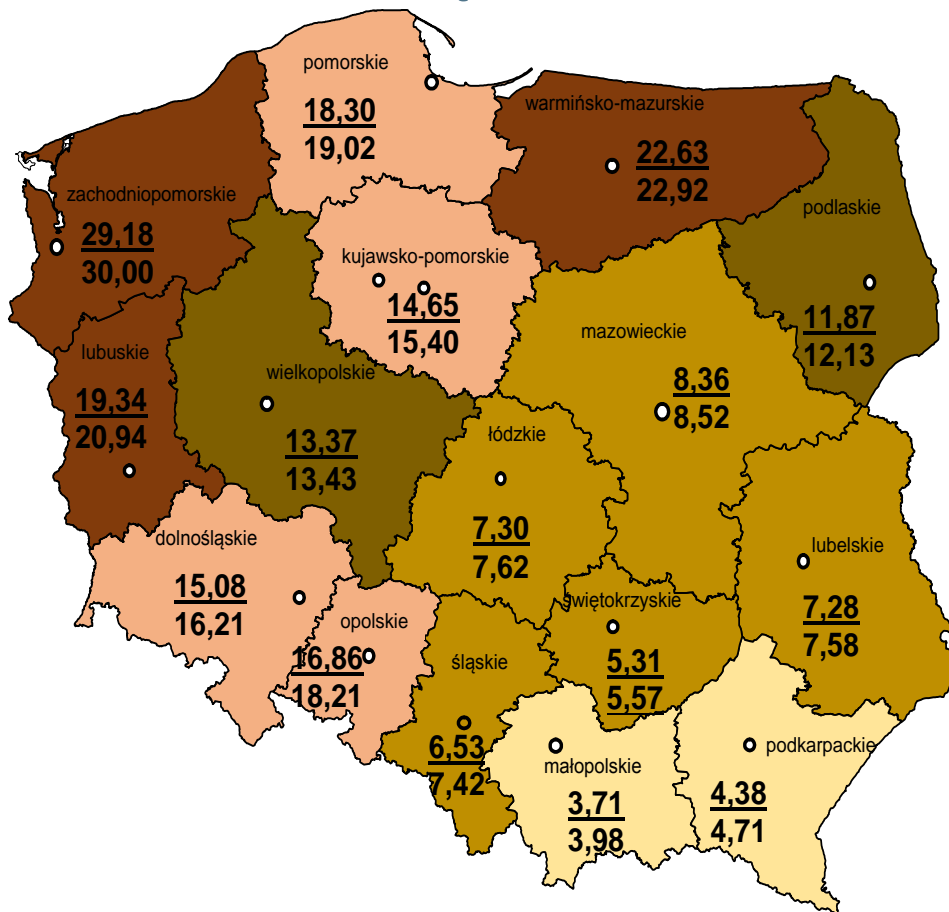 pomorskie
18,30
19,02
warmińsko-mazurskie
22,63
22,92
zachodniopomorskie
29,18
30,00
podlaskie
11,87
12,13
kujawsko-pomorskie
14,65
15,40
mazowieckie
8,36
8,52
lubuskie
19,34
20,94
wielkopolskie
13,37
13,43
łódzkie
7,30
7,62
dolnośląskie
15,08
16,21
lubelskie
7,28
7,58
opolskie
16,86
18,21
świętokrzyskie
5,31
5,57
śląskie
6,53
7,42
małopolskie
3,71
3,98
podkarpackie
4,38
4,71